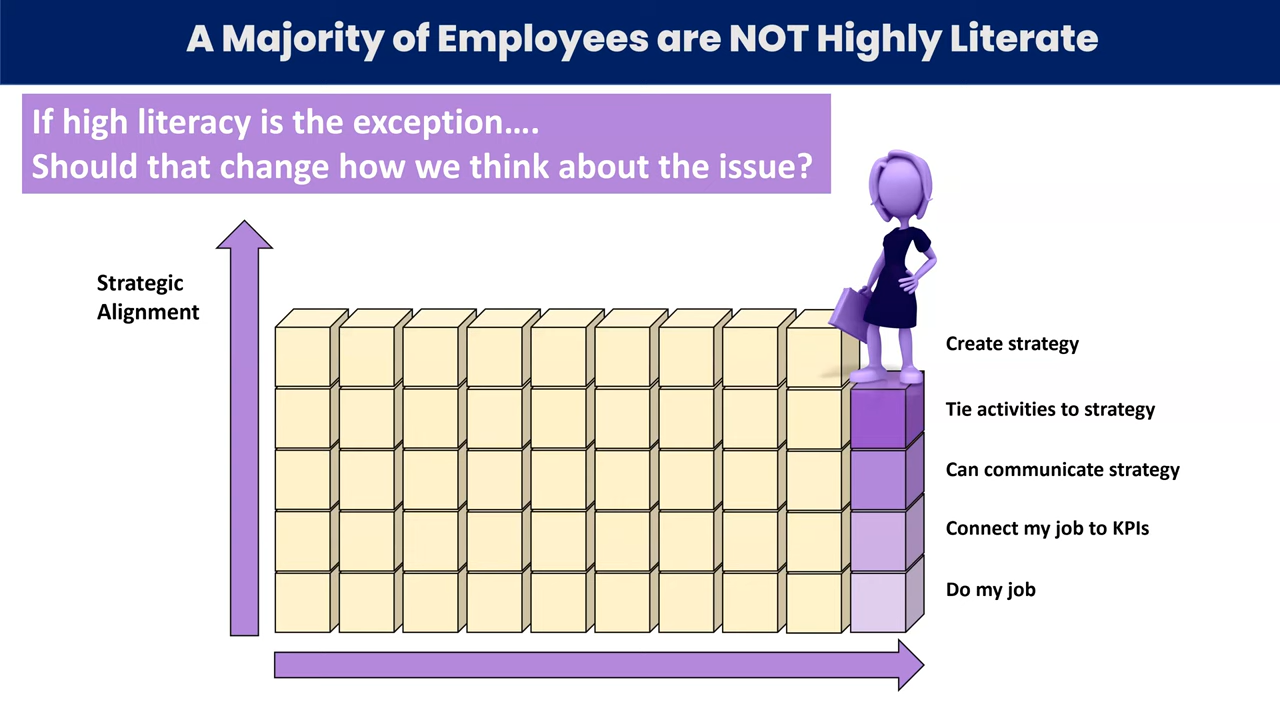 A Majority of Employees are NOT Highly Literate
If high literacy is the exception....
Should that change how we think about the issue?
Strategic
Alignment
Create strategy
Tie activities to strategy
Can communicate strategy
Connect my job to KPIs
Do my job